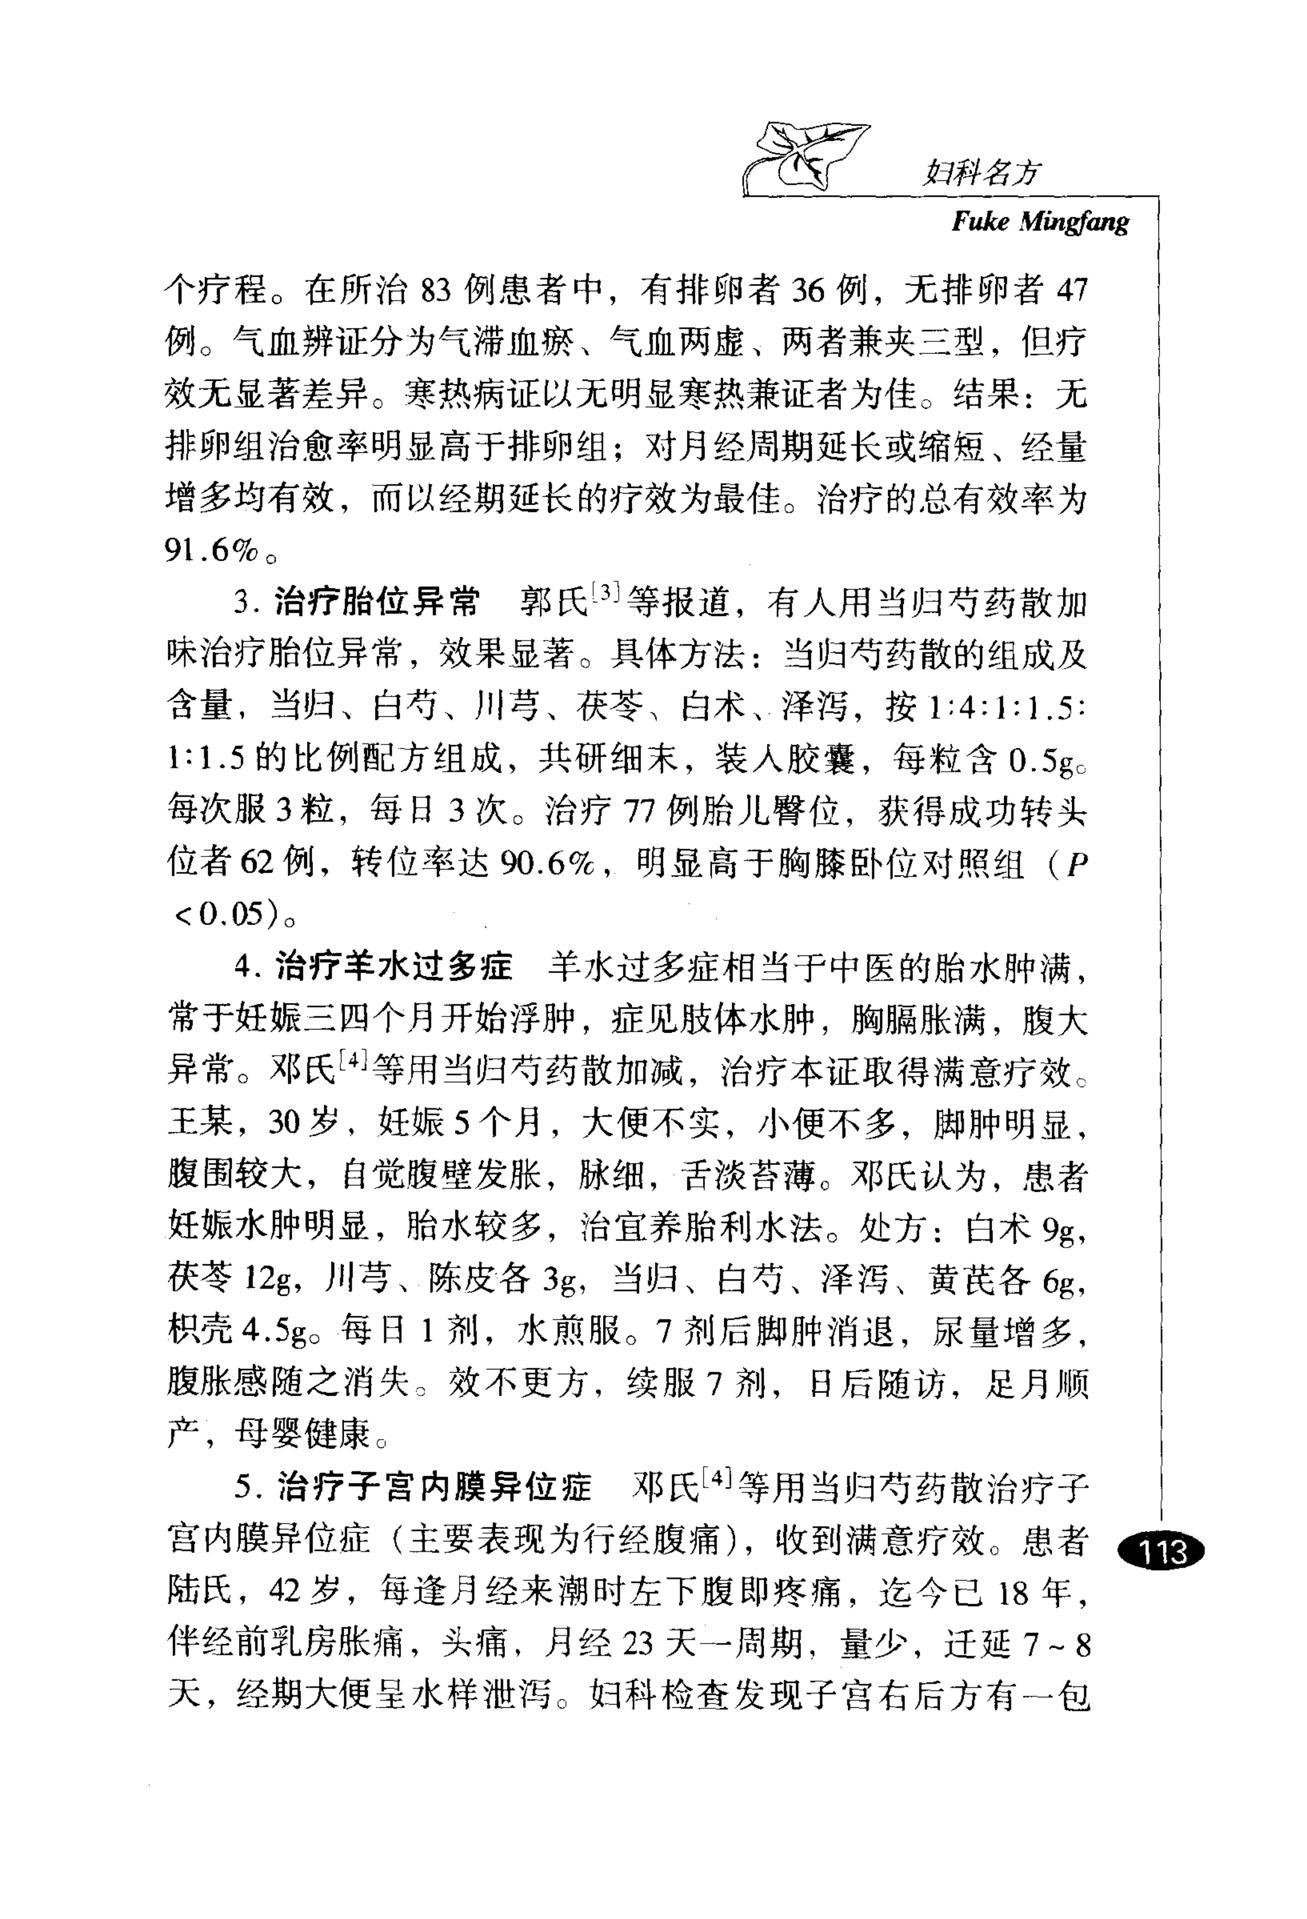 妇科名方
Fuke Mingfang
个疗程。在所治 83 例患者中，有排卵者 36 例，无排卵者 47
例。气血辨证分为气滞血瘀、气血两虚、两者兼夹三型，但疗
效无显著差异。寒热病证以无明显寒热兼证者为佳。结果：无
排卵组治愈率明显高于排卵组；对月经周期延长或缩短、经量
增多均有效，而以经期延长的疗效为最佳。治疗的总有效率为
91.6%。
3. 治疗胎位异常　郭氏[3]等报道，有人用当归芍药散加
味治疗胎位异常，效果显著。具体方法：当归芍药散的组成及
含量，当归、白芍、川芎、茯苓、白术、泽泻，按 1:4:1:1.5:
1:1.5 的比例配方组成，共研细末，装人胶囊，每粒含 0.5g。
每次服 3 粒，每日 3 次。治疗 77 例胎儿臀位，获得成功转头
位者 62 例，转位率达 90.6%，明显高于胸膝卧位对照组（P
<0.05)。
4. 治疗羊水过多症　羊水过多症相当于中医的胎水肿满，
常于妊娠三四个月开始浮肿，症见肢体水肿，胸膈胀满，腹大
异常。邓氏[4]等用当归芍药散加减，治疗本证取得满意疗效。
王某，30 岁，妊娠 5 个月，大便不实，小便不多，脚肿明显，
腹围较大，自觉腹壁发胀，脉细，舌淡苔薄。邓氏认为，患者
妊娠水肿明显，胎水较多，治宜养胎利水法。处方：白术 9g，
茯苓 12g，川芎、陈皮各 3g，当归、白芍、泽泻、黄芪各 6g，
枳壳 4.5g。每日 1 剂，水煎服。7 剂后脚肿消退，尿量增多，
腹胀感随之消失。效不更方，续服 7 剂，日后随访，足月顺
产，母婴健康。
5. 治疗子宫内膜异位症　邓氏[4]等用当归芍药散治疗子
宫内膜异位症（主要表现为行经腹痛），收到满意疗效。患者
陆氏，42 岁，每逢月经来潮时左下腹即疼痛，迄今已 18 年，
伴经前乳房胀痛，头痛，月经 23 天一周期，量少，迁延 7~8
天，经期大便呈水样泄泻。妇科检查发现子宫右后方有一包
113